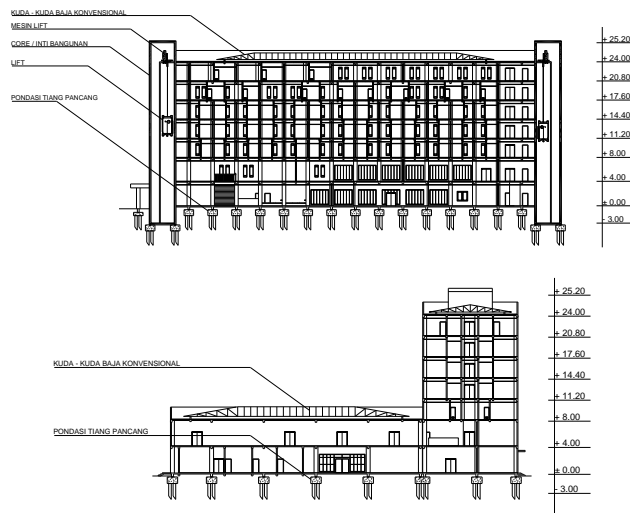 KUDA - KUDA BAJA KONVENSIONAL
MESIN LIFT
CORE / INTI BANGUNAN
LIFT
PONDASI TIANG PANCANG
+ 25.20
+ 24.00
+ 20.80
+ 17.60
+ 14.40
+ 11.20
+ 8.00
+ 4.00
± 0.00
- 3.00
KUDA - KUDA BAJA KONVENSIONAL
PONDASI TIANG PANCANG
+ 25.20
+ 24.00
+ 20.80
+ 17.60
+ 14.40
+ 11.20
+ 8.00
+ 4.00
± 0.00
- 3.00